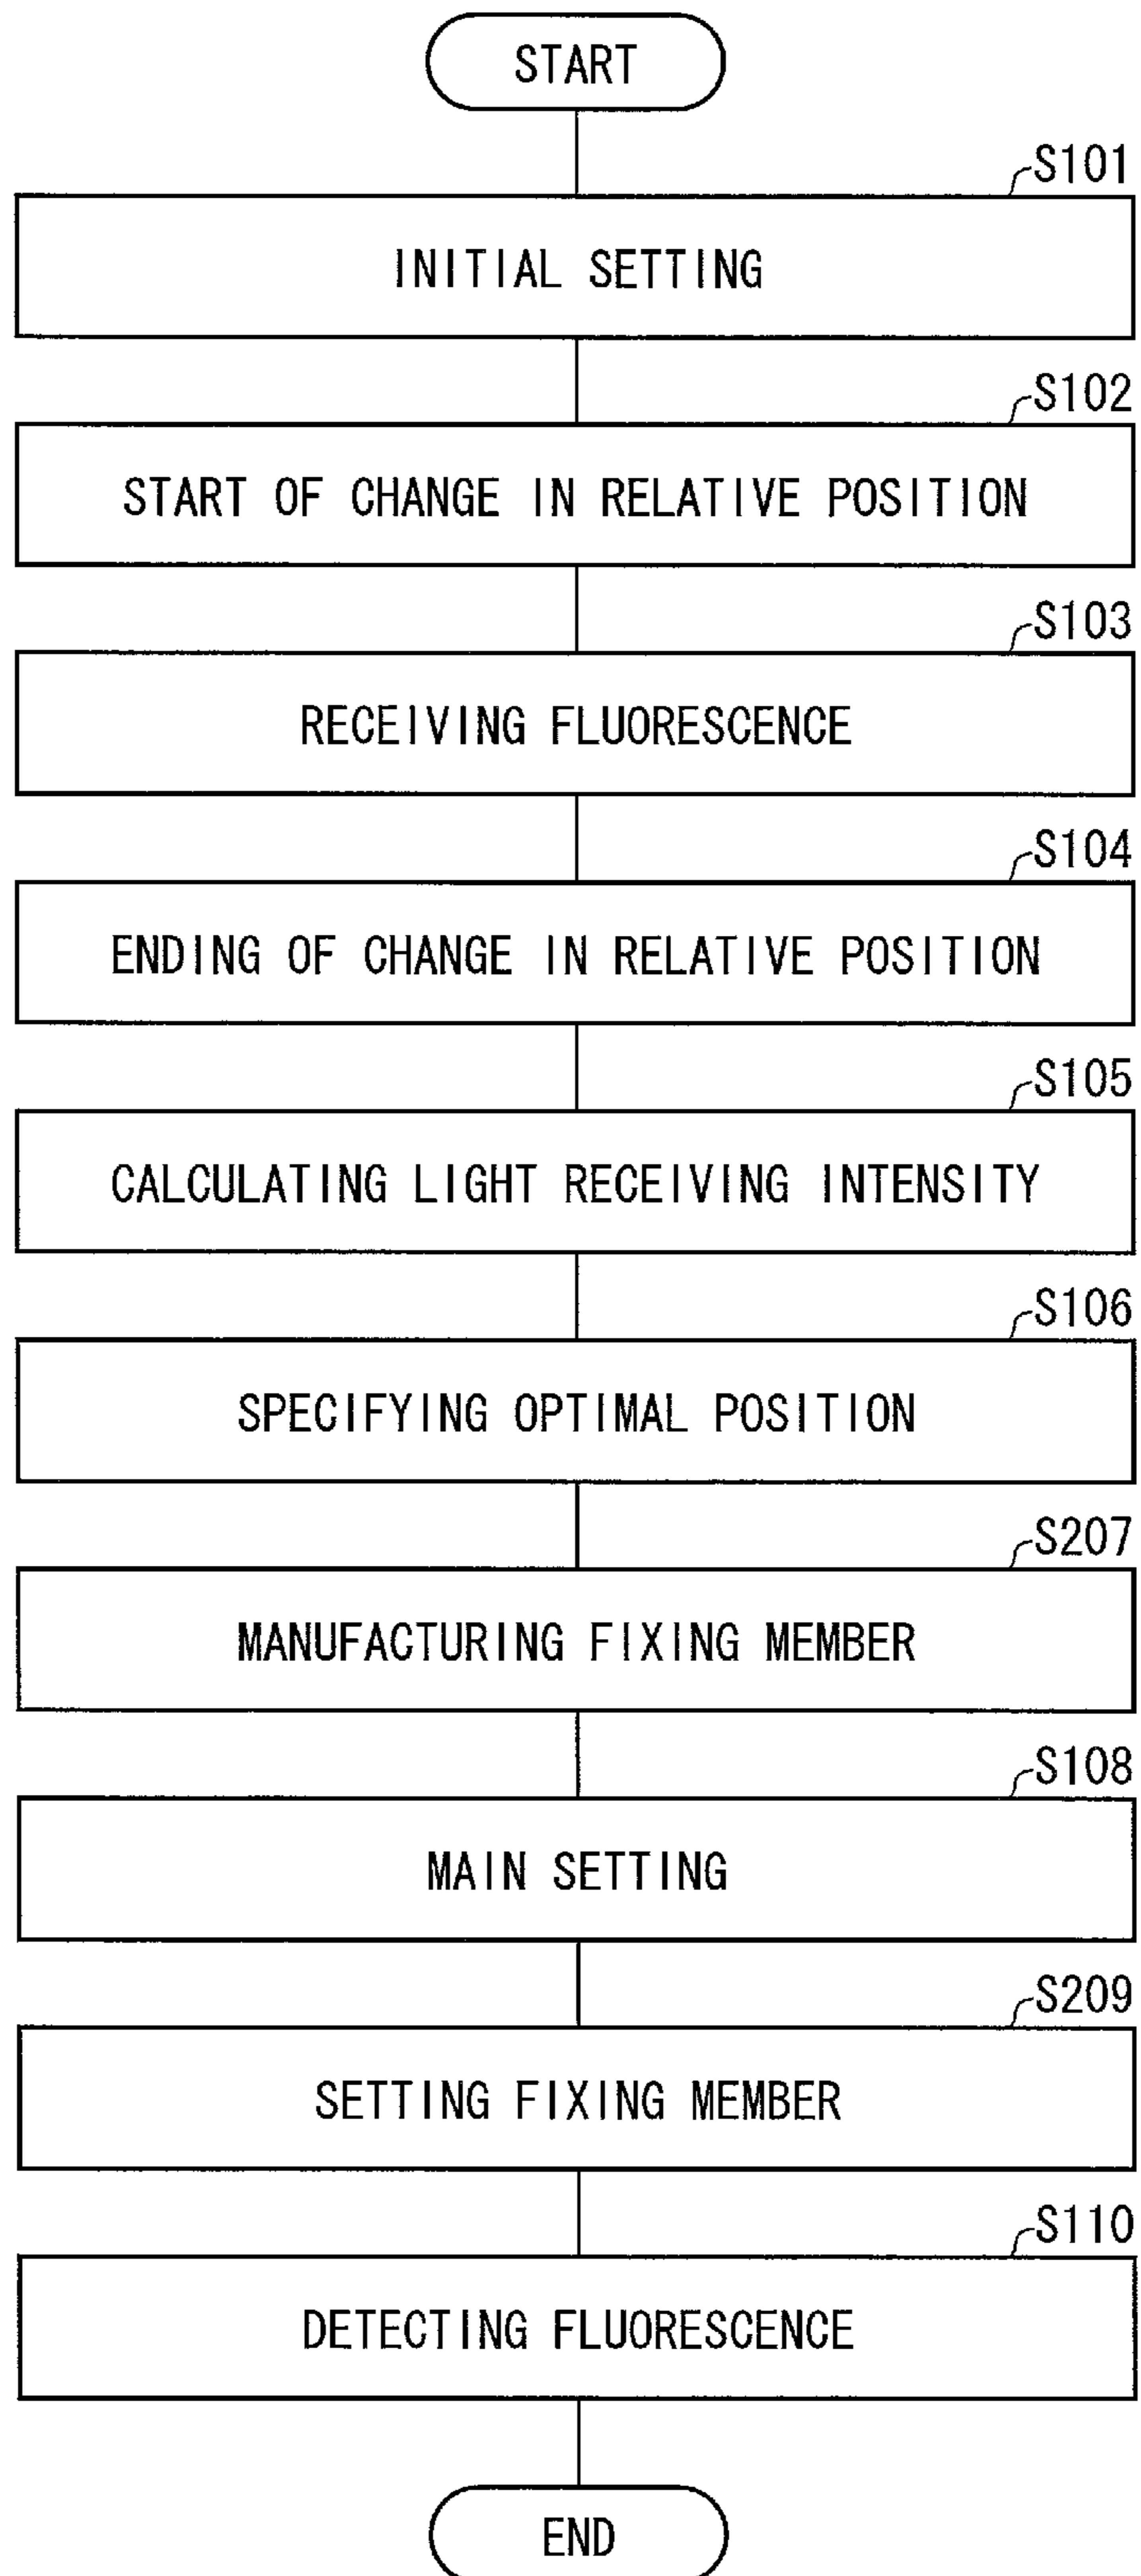 START
S101
INITIAL SETTING
S102
START OF CHANGE IN RELATIVE POSITION
S103
RECEIVING FLUORESCENCE
S104
ENDING OF CHANGE IN RELATIVE POSITION
S105
CALCULATING LIGHT RECEIVING INTENSITY
S106
SPECIFYING OPTIMAL POSITION
S207
MANUFACTURING FIXING MEMBER
S108
MAIN SETTING
S209
SETTING FIXING MEMBER
S110
DETECTING FLUORESCENCE
END